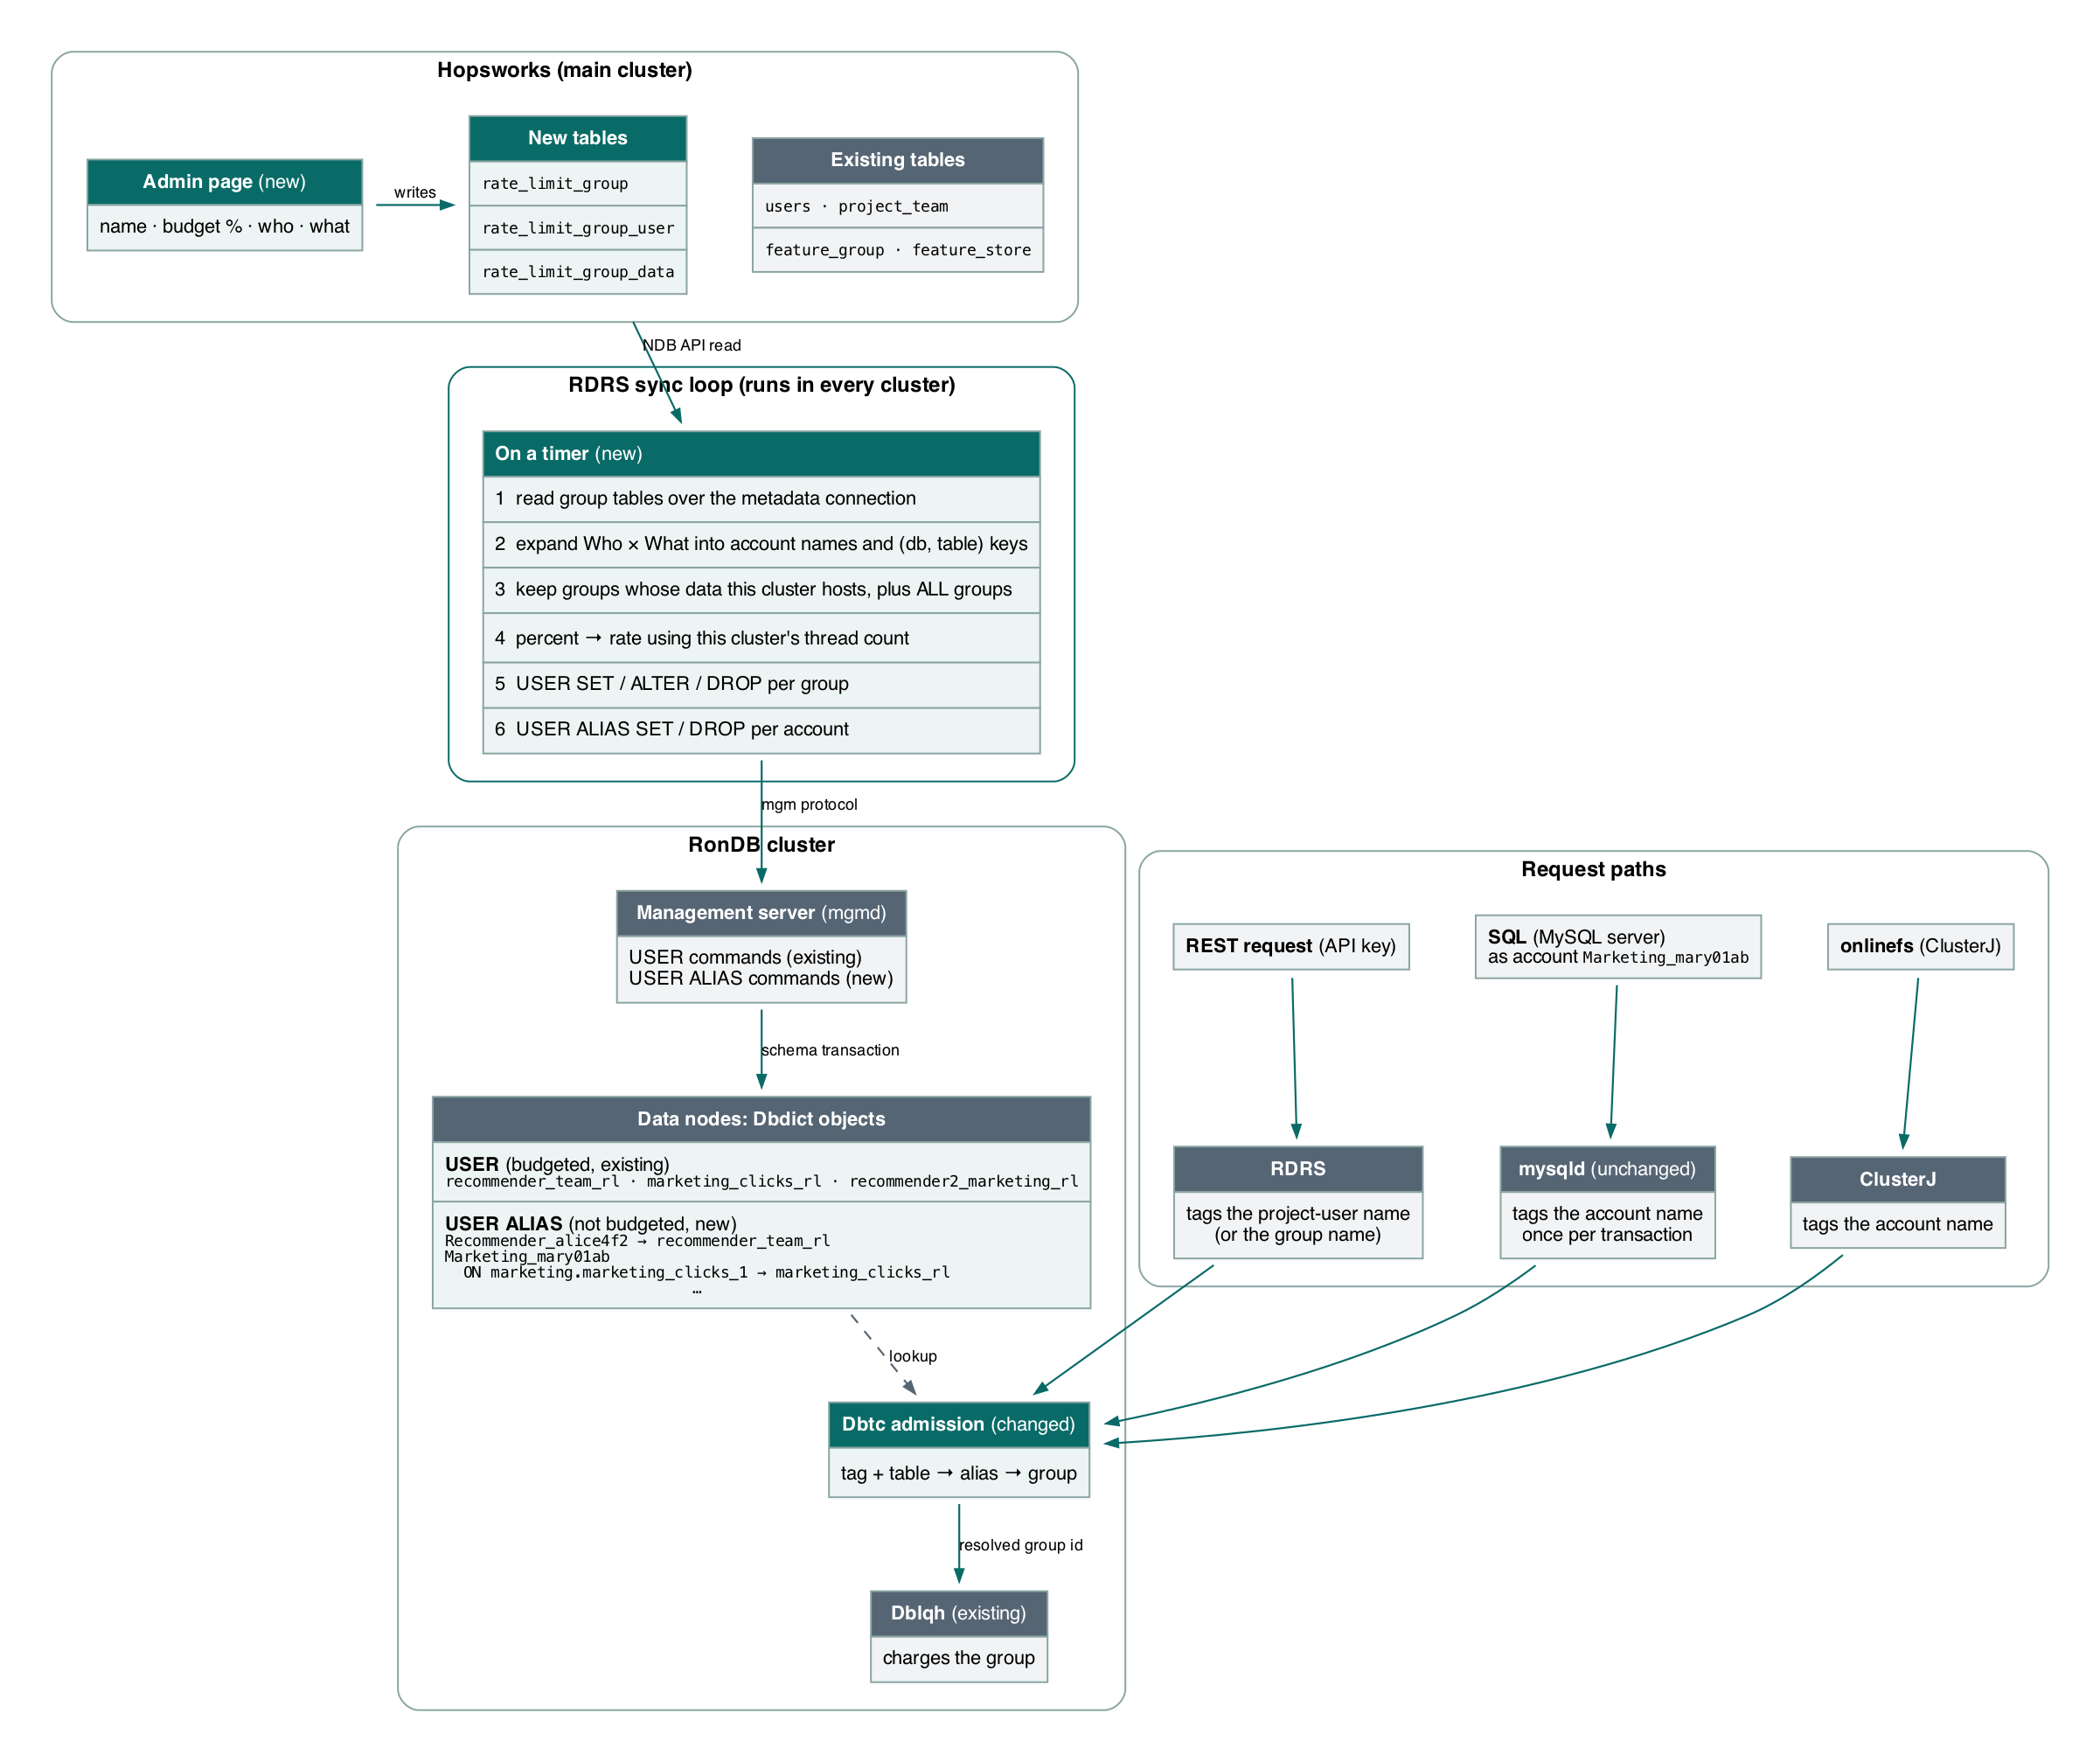 Hopsworks (main cluster)
Admin page (new)
name · budget % · who · what
writes
New tables
rate_limit_group
rate_limit_group_user
rate_limit_group_data
Existing tables
users · project_team
feature_group · feature_store
NDB API read
RDRS sync loop (runs in every cluster)
On a timer (new)
1 read group tables over the metadata connection
2 expand Who × What into account names and (db, table) keys
3 keep groups whose data this cluster hosts, plus ALL groups
4 percent → rate using this cluster's thread count
5 USER SET / ALTER / DROP per group
6 USER ALIAS SET / DROP per account
mgm protocol
RonDB cluster
Management server (mgmd)
USER commands (existing)
USER ALIAS commands (new)
schema transaction
Data nodes: Dbdict objects
USER (budgeted, existing)
recommender_team_rl · marketing_clicks_rl · recommender2_marketing_rl
USER ALIAS (not budgeted, new)
Recommender_alice4f2 → recommender_team_rl
Marketing_mary01ab
ON marketing.marketing_clicks_1 → marketing_clicks_rl
…
lookup
Dbtc admission (changed)
tag + table → alias → group
resolved group id
Dblqh (existing)
charges the group
Request paths
REST request (API key)
SQL (MySQL server)
as account Marketing_mary01ab
onlinefs (ClusterJ)
RDRS
tags the project-user name
(or the group name)
mysqld (unchanged)
tags the account name
once per transaction
ClusterJ
tags the account name